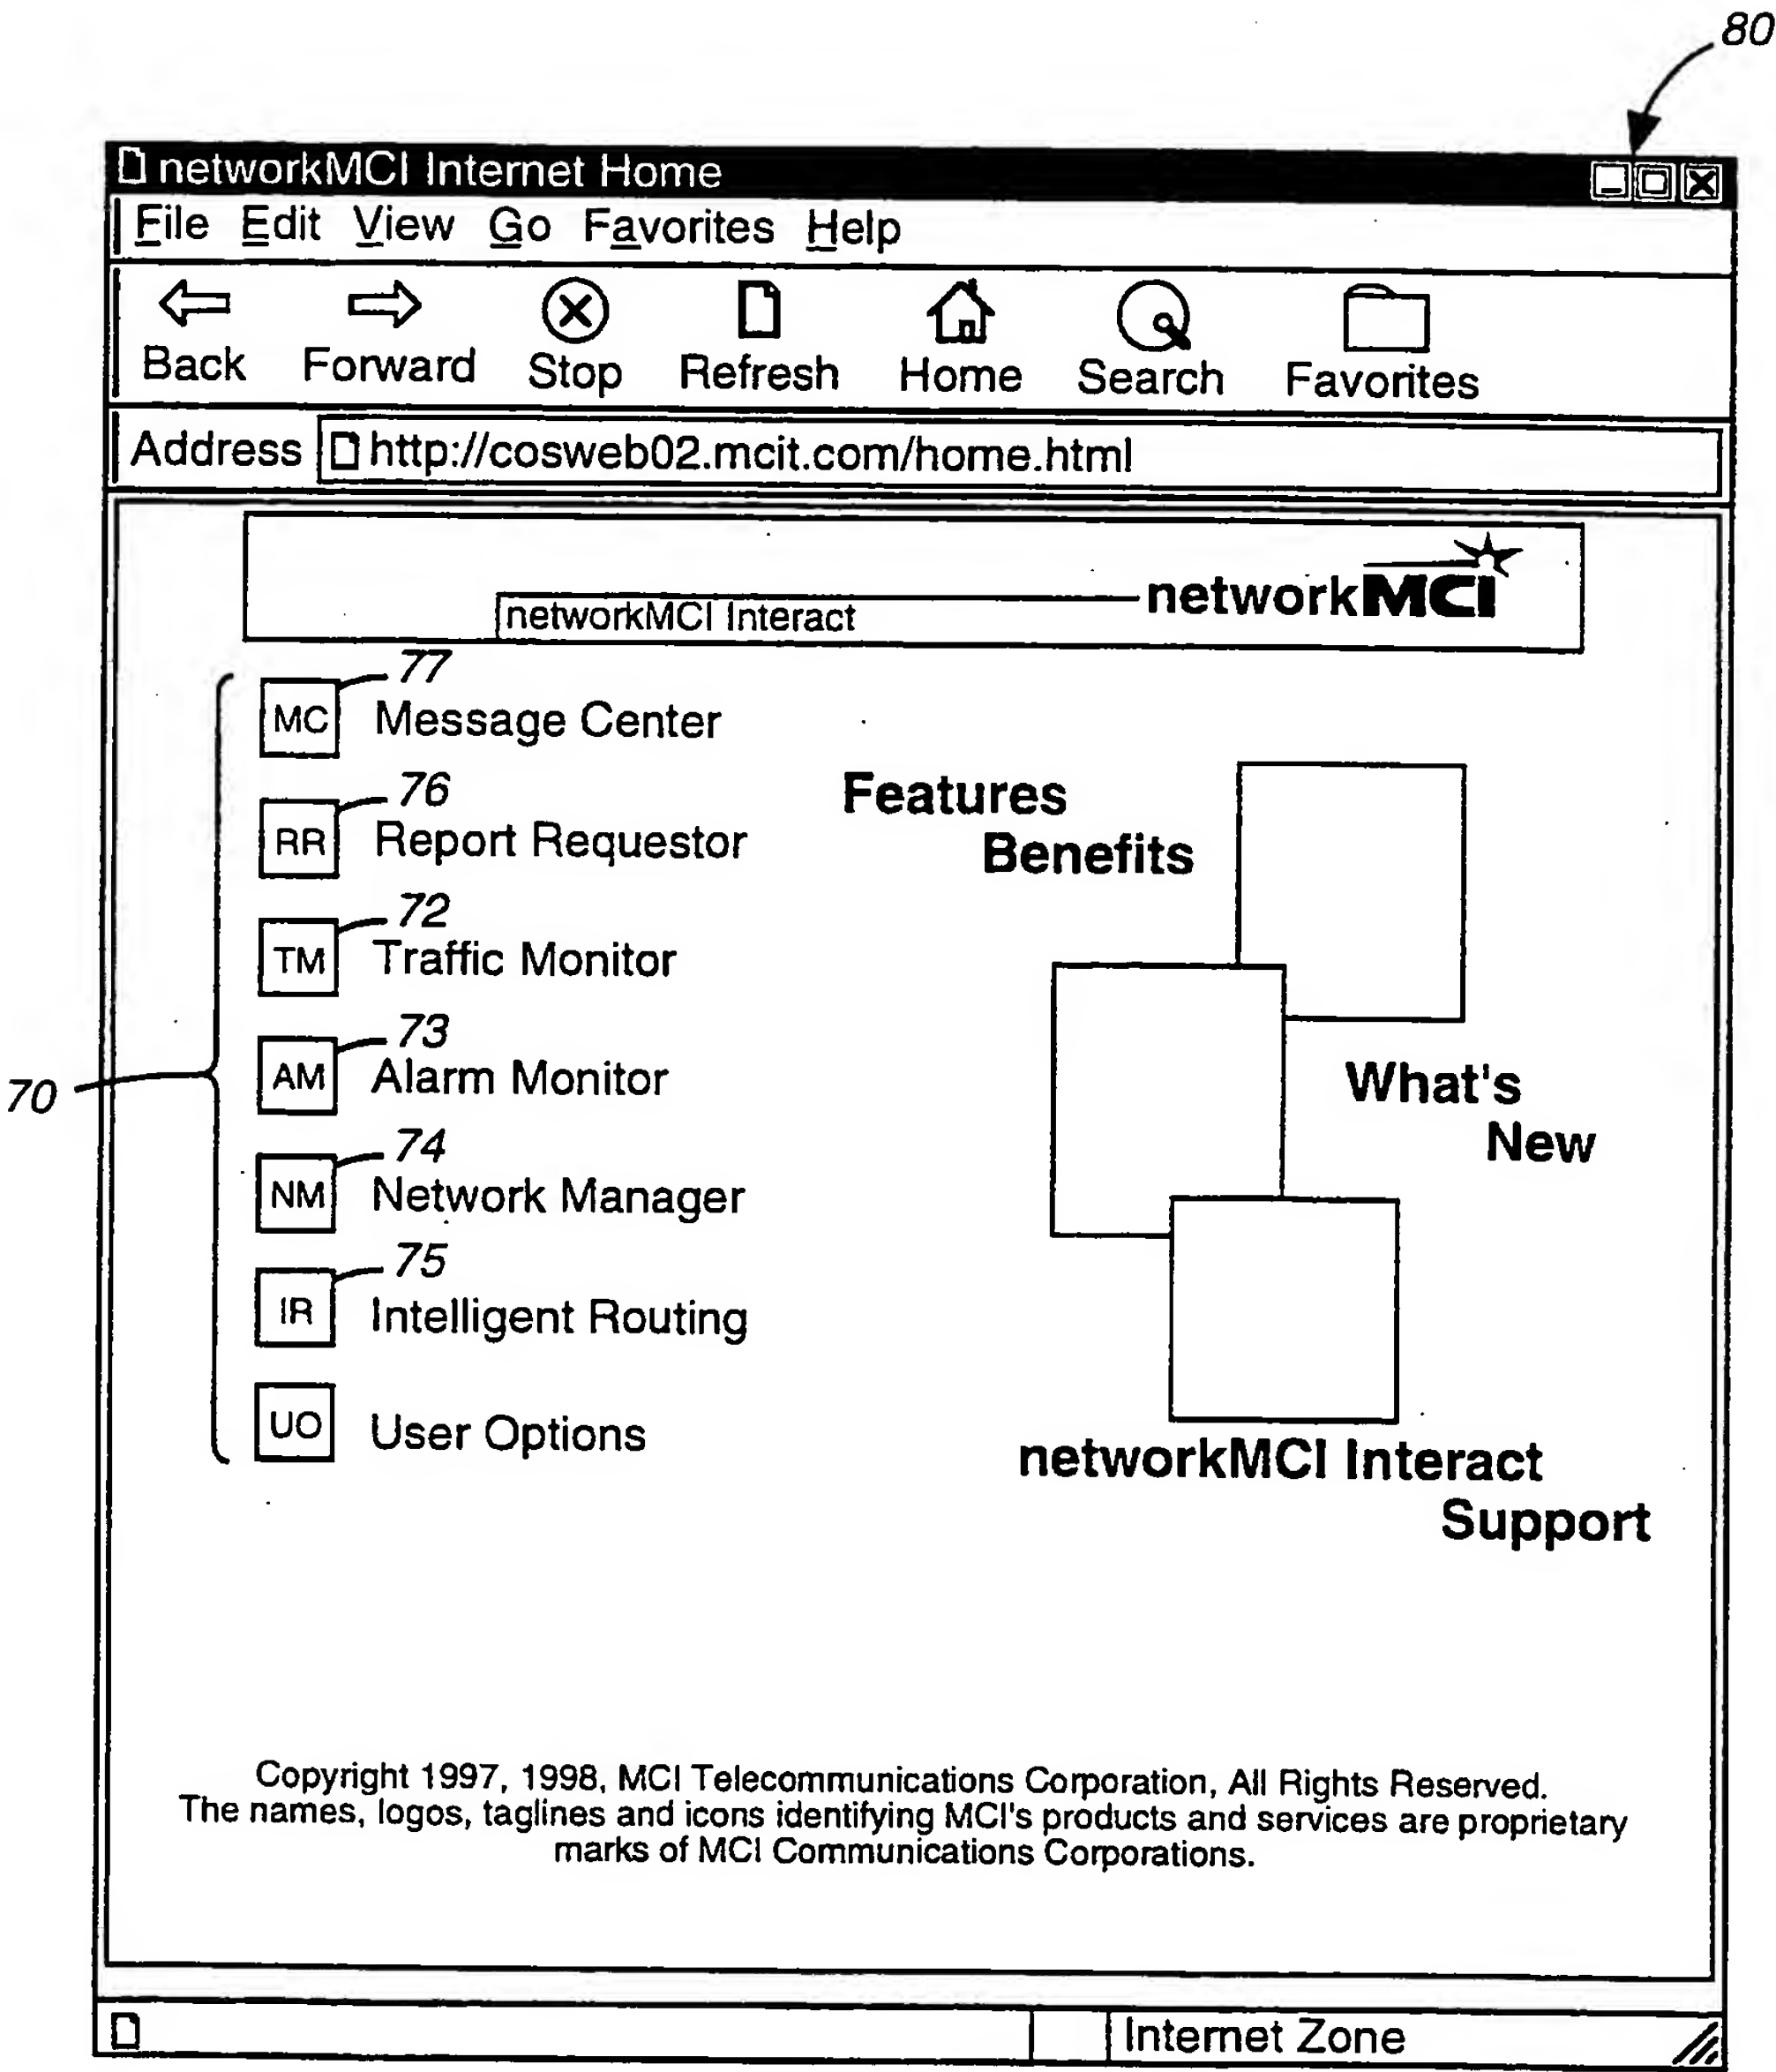 80
networkMCI Internet Home
File Edit View Go Favorites Help
Back Forward Stop Refresh Home Search Favorites
Address http://cosweb02.mcit.com/home.html
networkMCI Interact
networkMCI
70
77
MC Message Center
76
RR Report Requestor
72
TM Traffic Monitor
73
AM Alarm Monitor
74
NM Network Manager
75
IR Intelligent Routing
UO User Options
Features
Benefits
What's
New
networkMCI Interact
Support
Copyright 1997, 1998, MCI Telecommunications Corporation, All Rights Reserved.
The names, logos, taglines and icons identifying MCI's products and services are proprietary
marks of MCI Communications Corporations.
Internet Zone